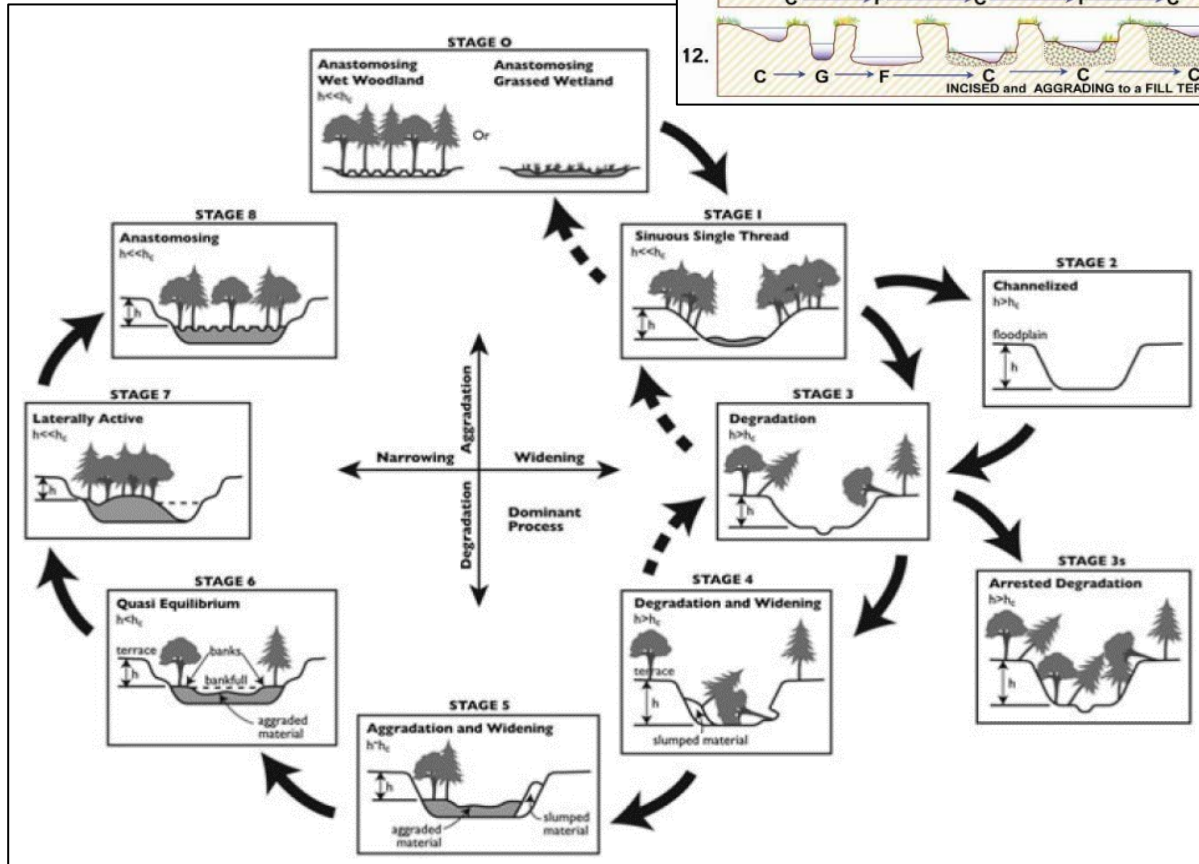 12.
C → G → F → C → C → C
INCISED and AGGRADING to a FILL TER
STAGE O
Anastomosing
Wet Woodland
h<<hc
Or
Anastomosing
Grassed Wetland
STAGE 1
Sinuous Single Thread
h<<hc
h
STAGE 2
Channelized
h>hc
floodplain
h
STAGE 3
Degradation
h>hc
h
STAGE 3s
Arrested Degradation
h>hc
h
STAGE 4
Degradation and Widening
h>hc
terrace
h
slumped material
STAGE 5
Aggradation and Widening
h~hc
h
aggraded
material
slumped
material
STAGE 6
Quasi Equilibrium
h<hc
terrace
banks
h
bankfull
aggraded
material
STAGE 7
Laterally Active
h<<hc
h
STAGE 8
Anastomosing
h<<hc
h
Aggradation
Narrowing
Widening
Degradation
Dominant
Process